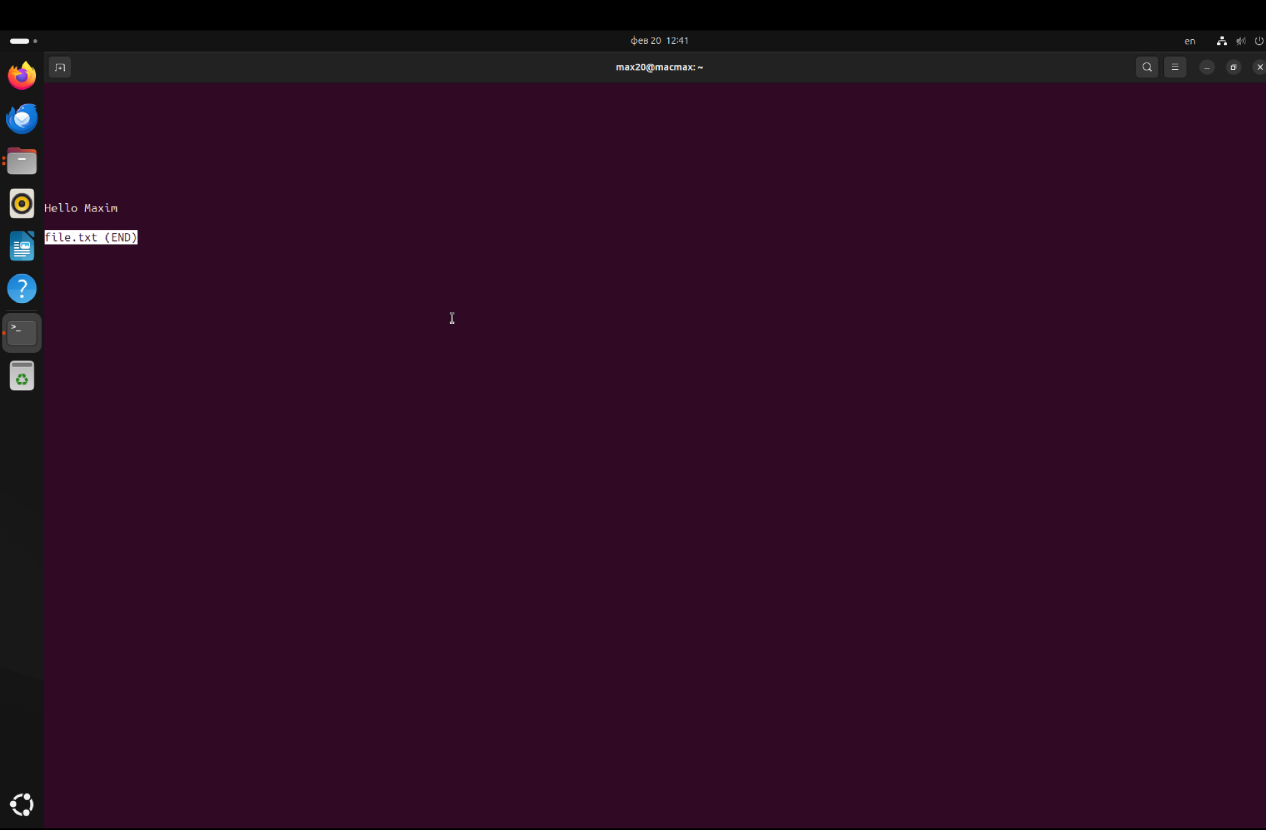 фев 20 12:41
en
max20@macmax: ~
Hello Maxim
file.txt (END)